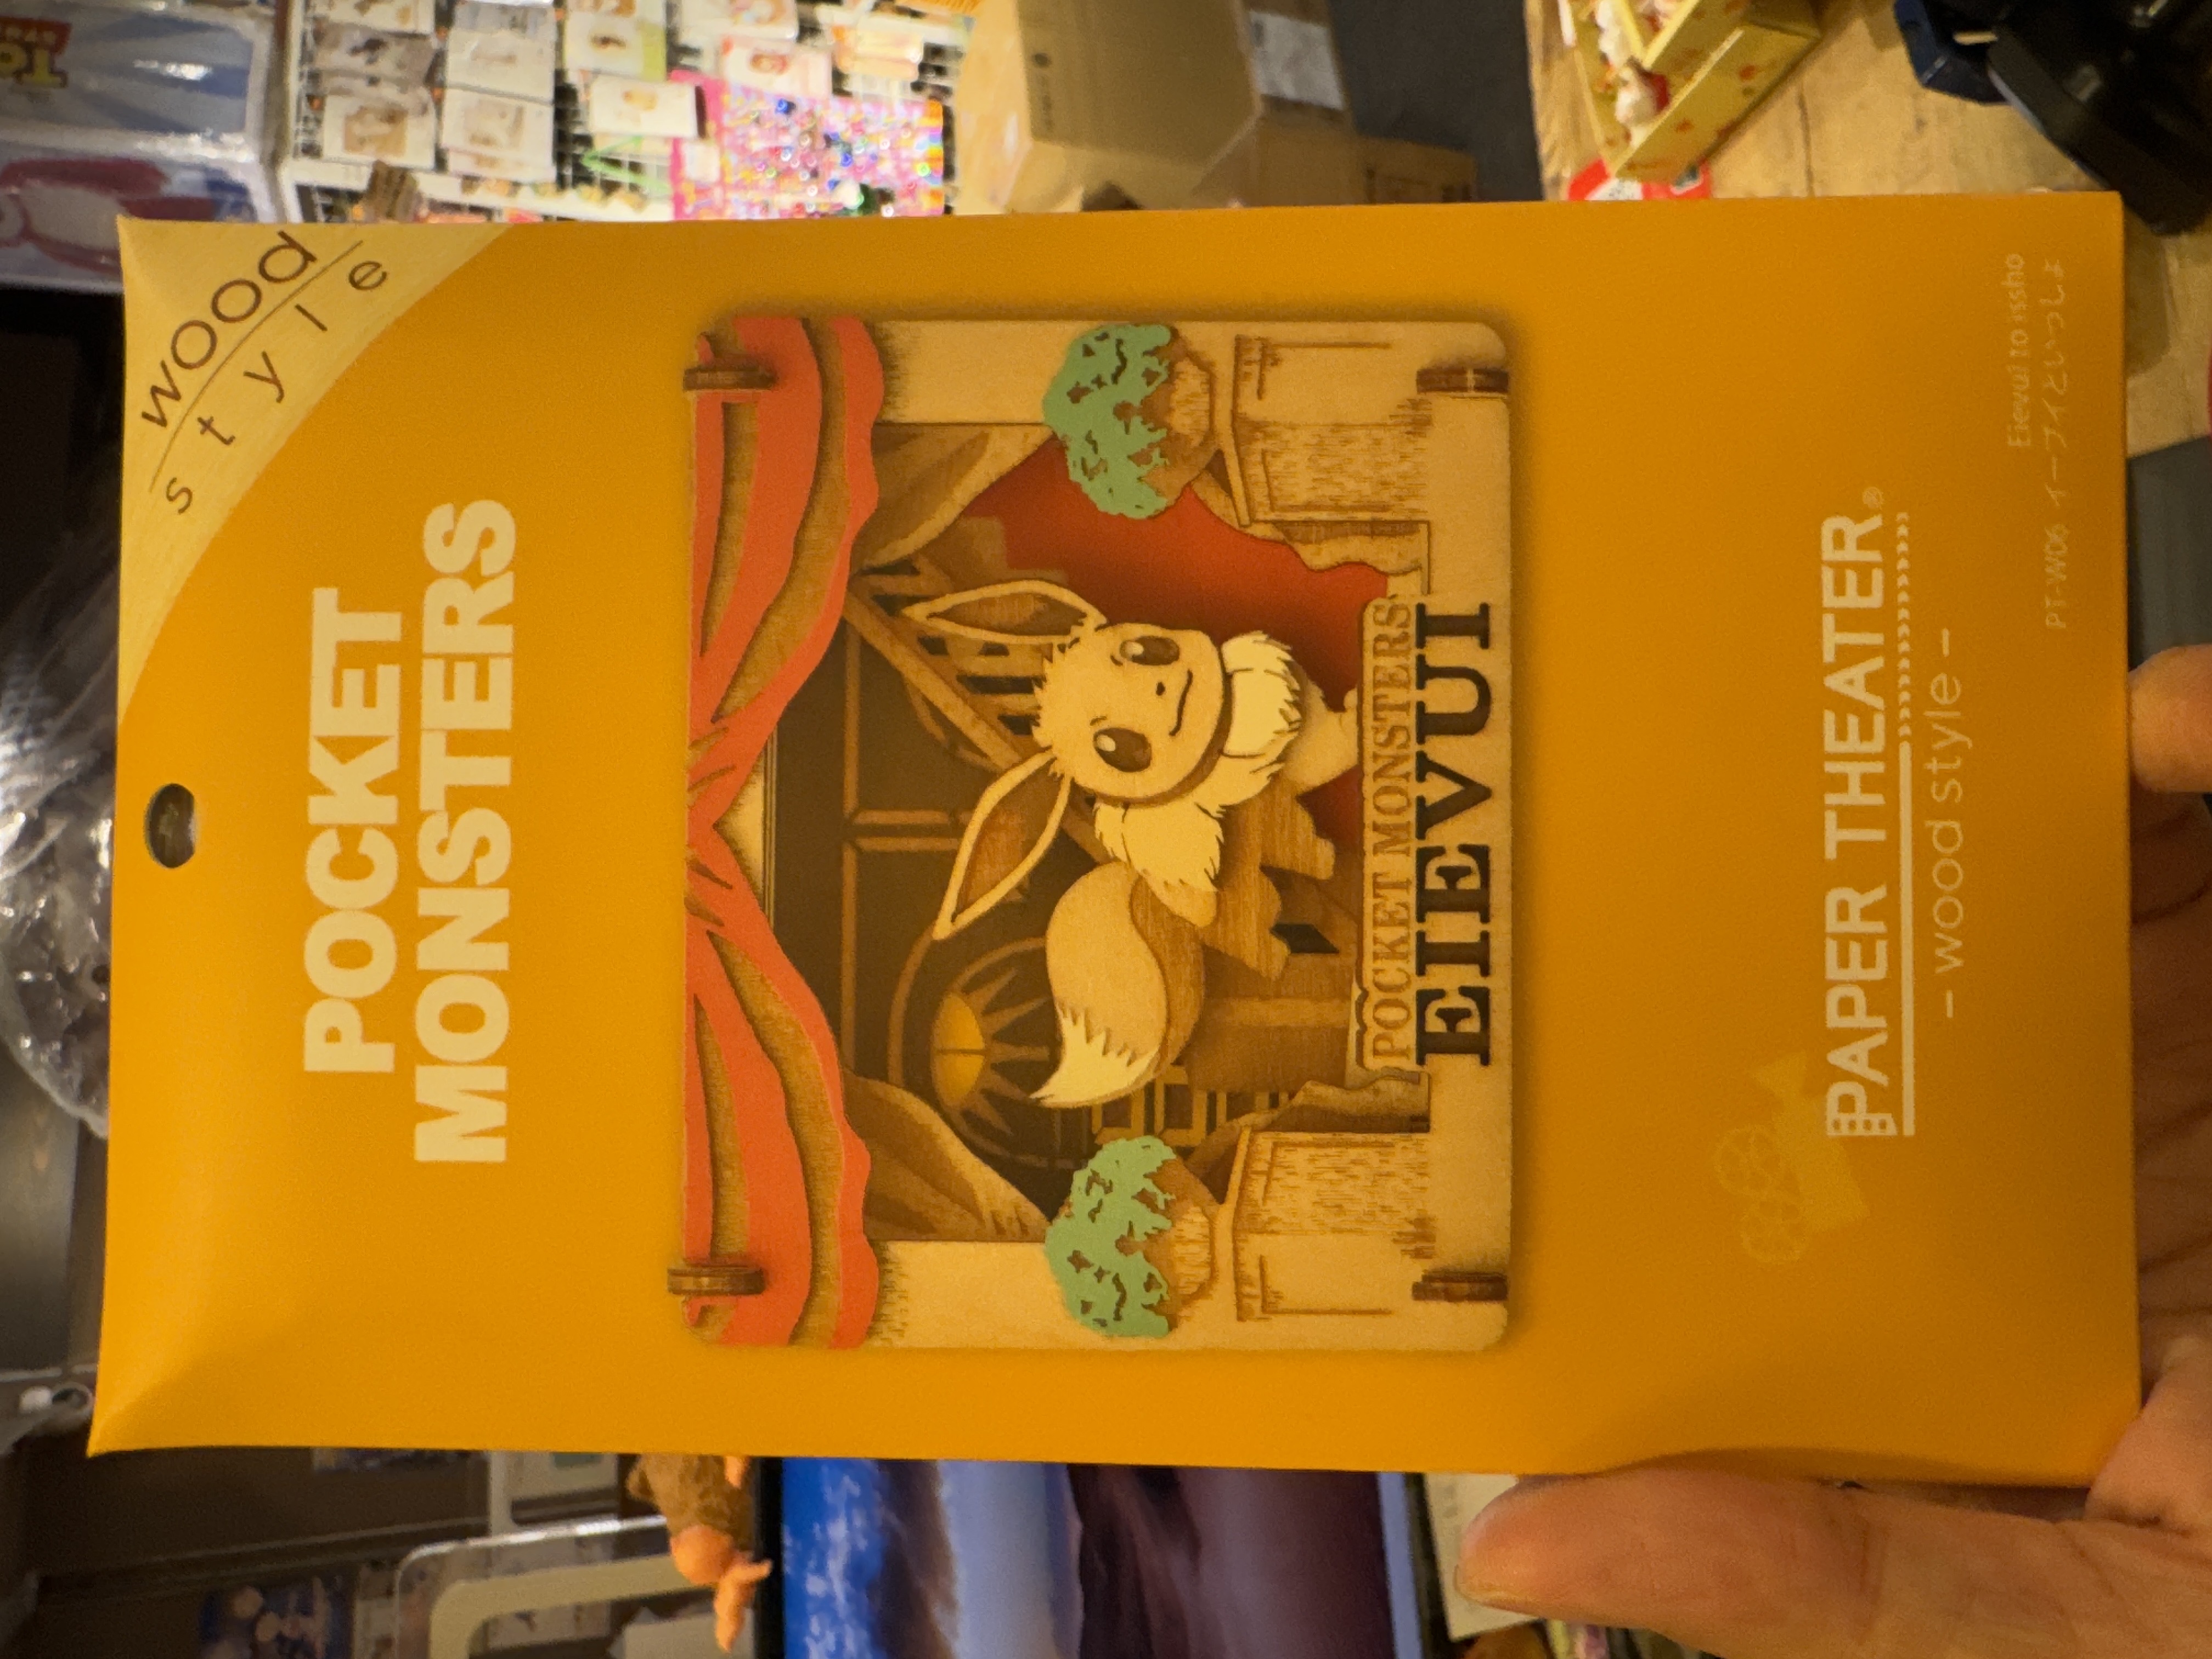 wood
style
POCKET
MONSTERS
POCKET MONSTERS
EIEVUI
PAPER THEATER®
– wood style –
Eievui to issho
PT-W06 イーブイといっしょ